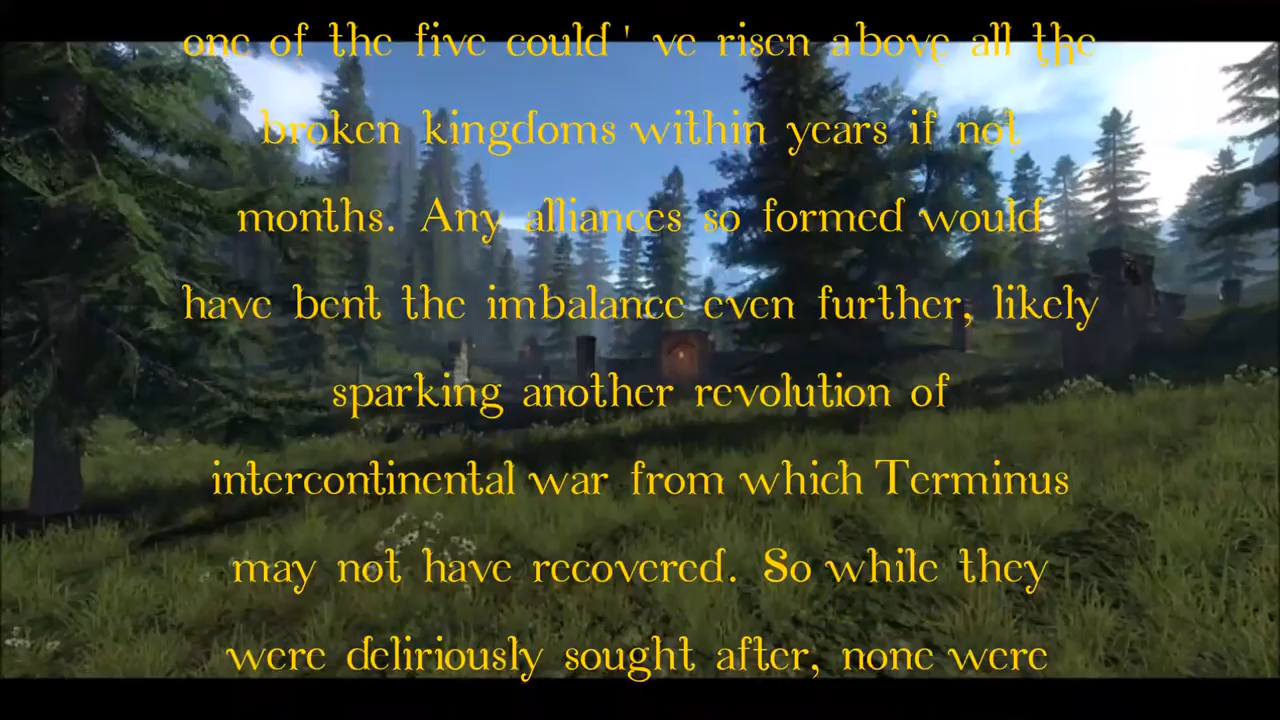 one of the five could ' ve risen above all the
broken kingdoms within years if not
months. Any alliances so formed would
have bent the imbalance even further, likely
sparking another revolution of
intercontinental war from which Terminus
may not have recovered. So while they
were deliriously sought after, none were